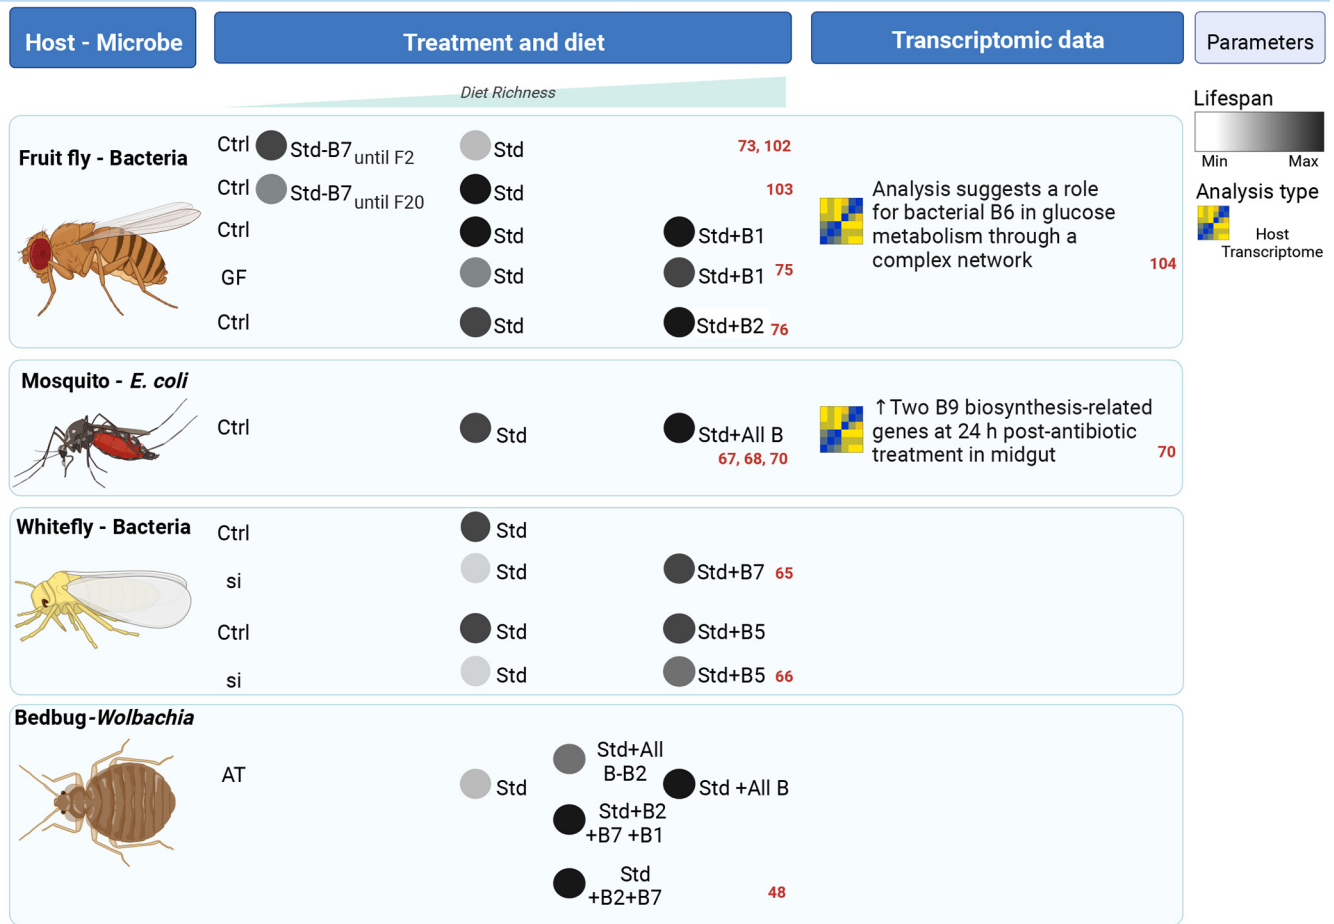 Host - Microbe
Treatment and diet
Transcriptomic data
Parameters
Diet Richness
Lifespan
Min Max
Analysis type
Host
Transcriptome
Fruit fly - Bacteria
Ctrl Std-B7 until F2 Std 73, 102
Ctrl Std-B7 until F20 Std 103
Ctrl Std Std+B1
GF Std Std+B1 75
Ctrl Std Std+B2 76
Analysis suggests a role
for bacterial B6 in glucose
metabolism through a
complex network
104
Mosquito - E. coli
Ctrl Std Std+All B
67, 68, 70
↑Two B9 biosynthesis-related
genes at 24 h post-antibiotic
treatment in midgut
70
Whitefly - Bacteria
Ctrl Std
si Std Std+B7 65
Ctrl Std Std+B5
si Std Std+B5 66
Bedbug-Wolbachia
AT Std
Std+All
B-B2
Std +All B
Std+B2
+B7 +B1
Std
+B2+B7
48